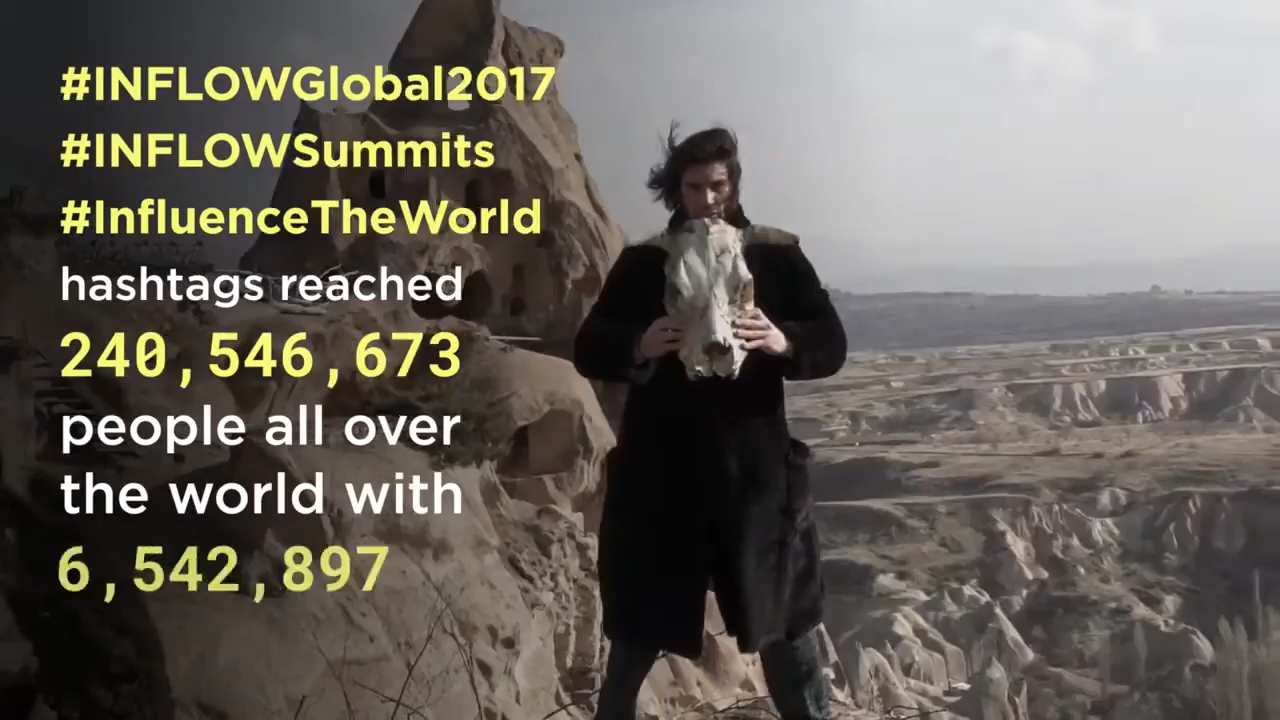 #INFLOWGlobal2017
#INFLOWSummits
#InfluenceTheWorld
hashtags reached
240,546,673
people all over
the world with
6,542,897